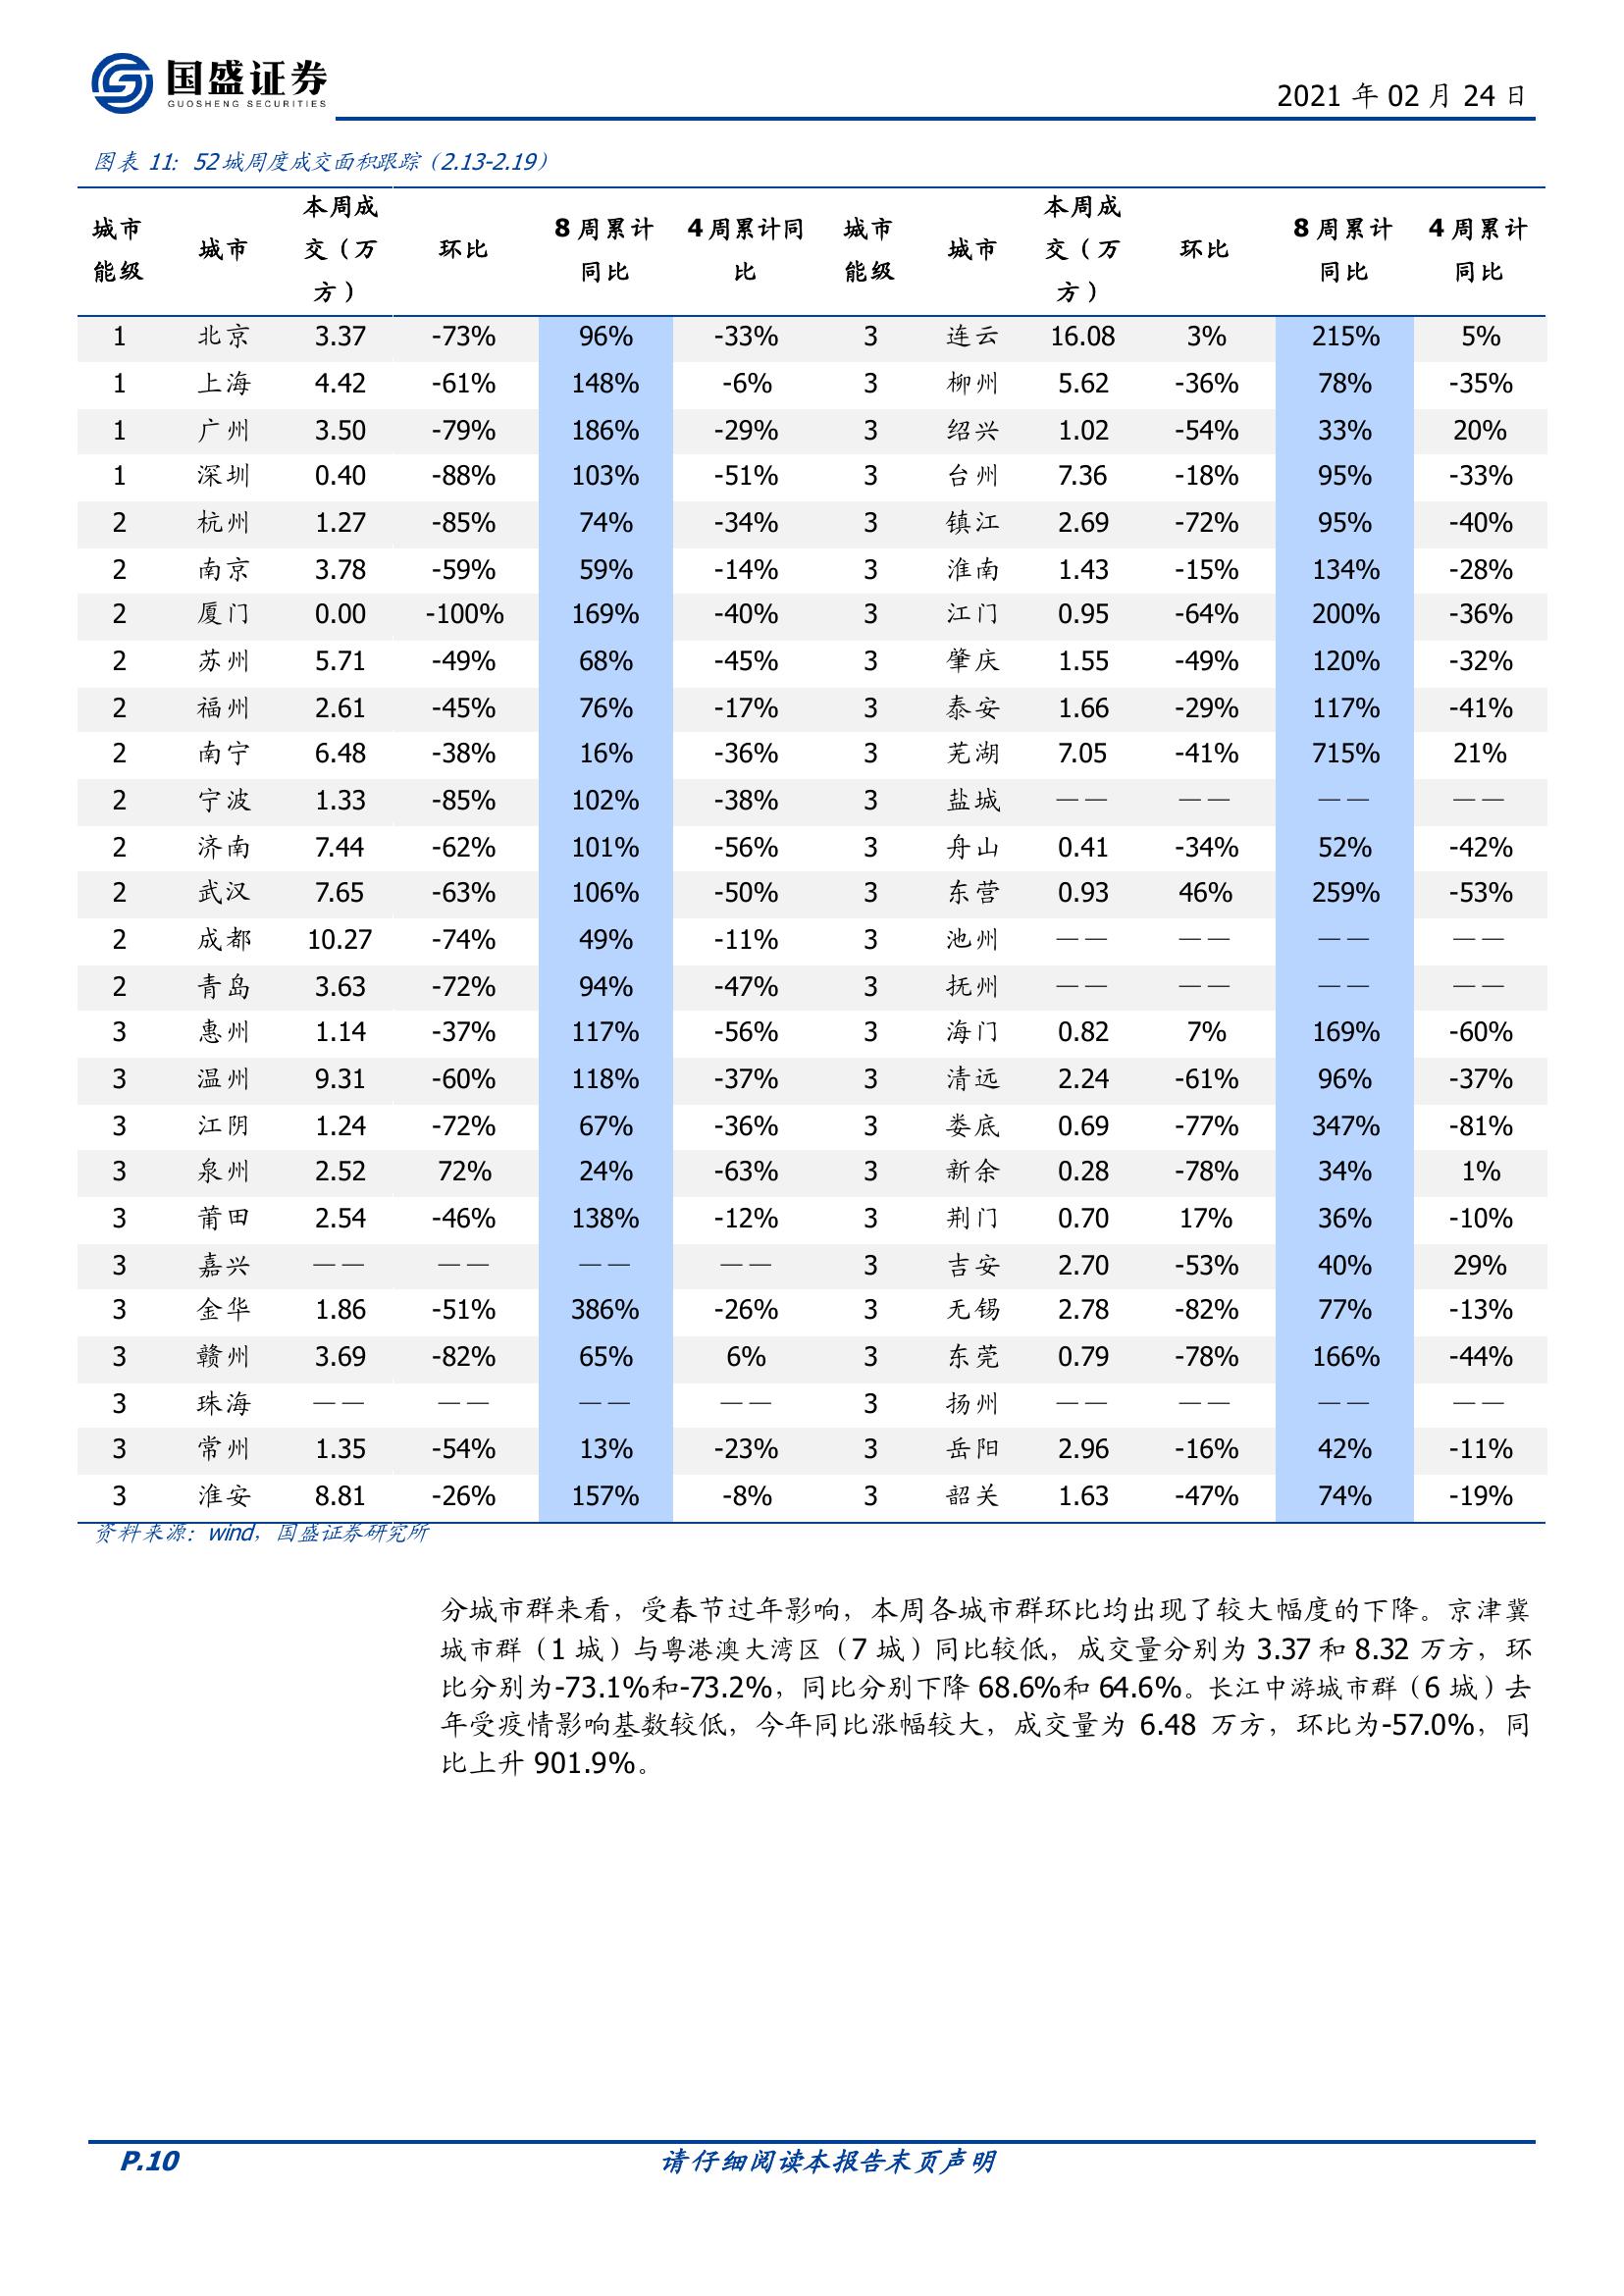 国盛证券
GUOSHENG SECURITIES
2021 年 02 月 24 日
图表 11: 52 城周度成交面积跟踪（2.13-2.19）
城市能级 城市 本周成交（万方） 环比 8 周累计同比 4 周累计同比 城市能级 城市 本周成交（万方） 环比 8 周累计同比 4 周累计同比
1 北京 3.37 -73% 96% -33% 3 连云 16.08 3% 215% 5%
1 上海 4.42 -61% 148% -6% 3 柳州 5.62 -36% 78% -35%
1 广州 3.50 -79% 186% -29% 3 绍兴 1.02 -54% 33% 20%
1 深圳 0.40 -88% 103% -51% 3 台州 7.36 -18% 95% -33%
2 杭州 1.27 -85% 74% -34% 3 镇江 2.69 -72% 95% -40%
2 南京 3.78 -59% 59% -14% 3 淮南 1.43 -15% 134% -28%
2 厦门 0.00 -100% 169% -40% 3 江门 0.95 -64% 200% -36%
2 苏州 5.71 -49% 68% -45% 3 肇庆 1.55 -49% 120% -32%
2 福州 2.61 -45% 76% -17% 3 泰安 1.66 -29% 117% -41%
2 南宁 6.48 -38% 16% -36% 3 芜湖 7.05 -41% 715% 21%
2 宁波 1.33 -85% 102% -38% 3 盐城 —— —— —— ——
2 济南 7.44 -62% 101% -56% 3 舟山 0.41 -34% 52% -42%
2 武汉 7.65 -63% 106% -50% 3 东营 0.93 46% 259% -53%
2 成都 10.27 -74% 49% -11% 3 池州 —— —— —— ——
2 青岛 3.63 -72% 94% -47% 3 抚州 —— —— —— ——
3 惠州 1.14 -37% 117% -56% 3 海门 0.82 7% 169% -60%
3 温州 9.31 -60% 118% -37% 3 清远 2.24 -61% 96% -37%
3 江阴 1.24 -72% 67% -36% 3 娄底 0.69 -77% 347% -81%
3 泉州 2.52 72% 24% -63% 3 新余 0.28 -78% 34% 1%
3 莆田 2.54 -46% 138% -12% 3 荆门 0.70 17% 36% -10%
3 嘉兴 —— —— —— —— 3 吉安 2.70 -53% 40% 29%
3 金华 1.86 -51% 386% -26% 3 无锡 2.78 -82% 77% -13%
3 赣州 3.69 -82% 65% 6% 3 东莞 0.79 -78% 166% -44%
3 珠海 —— —— —— —— 3 扬州 —— —— —— ——
3 常州 1.35 -54% 13% -23% 3 岳阳 2.96 -16% 42% -11%
3 淮安 8.81 -26% 157% -8% 3 韶关 1.63 -47% 74% -19%
资料来源：wind，国盛证券研究所
分城市群来看，受春节过年影响，本周各城市群环比均出现了较大幅度的下降。京津冀
城市群（1 城）与粤港澳大湾区（7 城）同比较低，成交量分别为 3.37 和 8.32 万方，环
比分别为-73.1%和-73.2%，同比分别下降 68.6%和 64.6%。长江中游城市群（6 城）去
年受疫情影响基数较低，今年同比涨幅较大，成交量为 6.48 万方，环比为-57.0%，同
比上升 901.9%。
P.10 请仔细阅读本报告末页声明